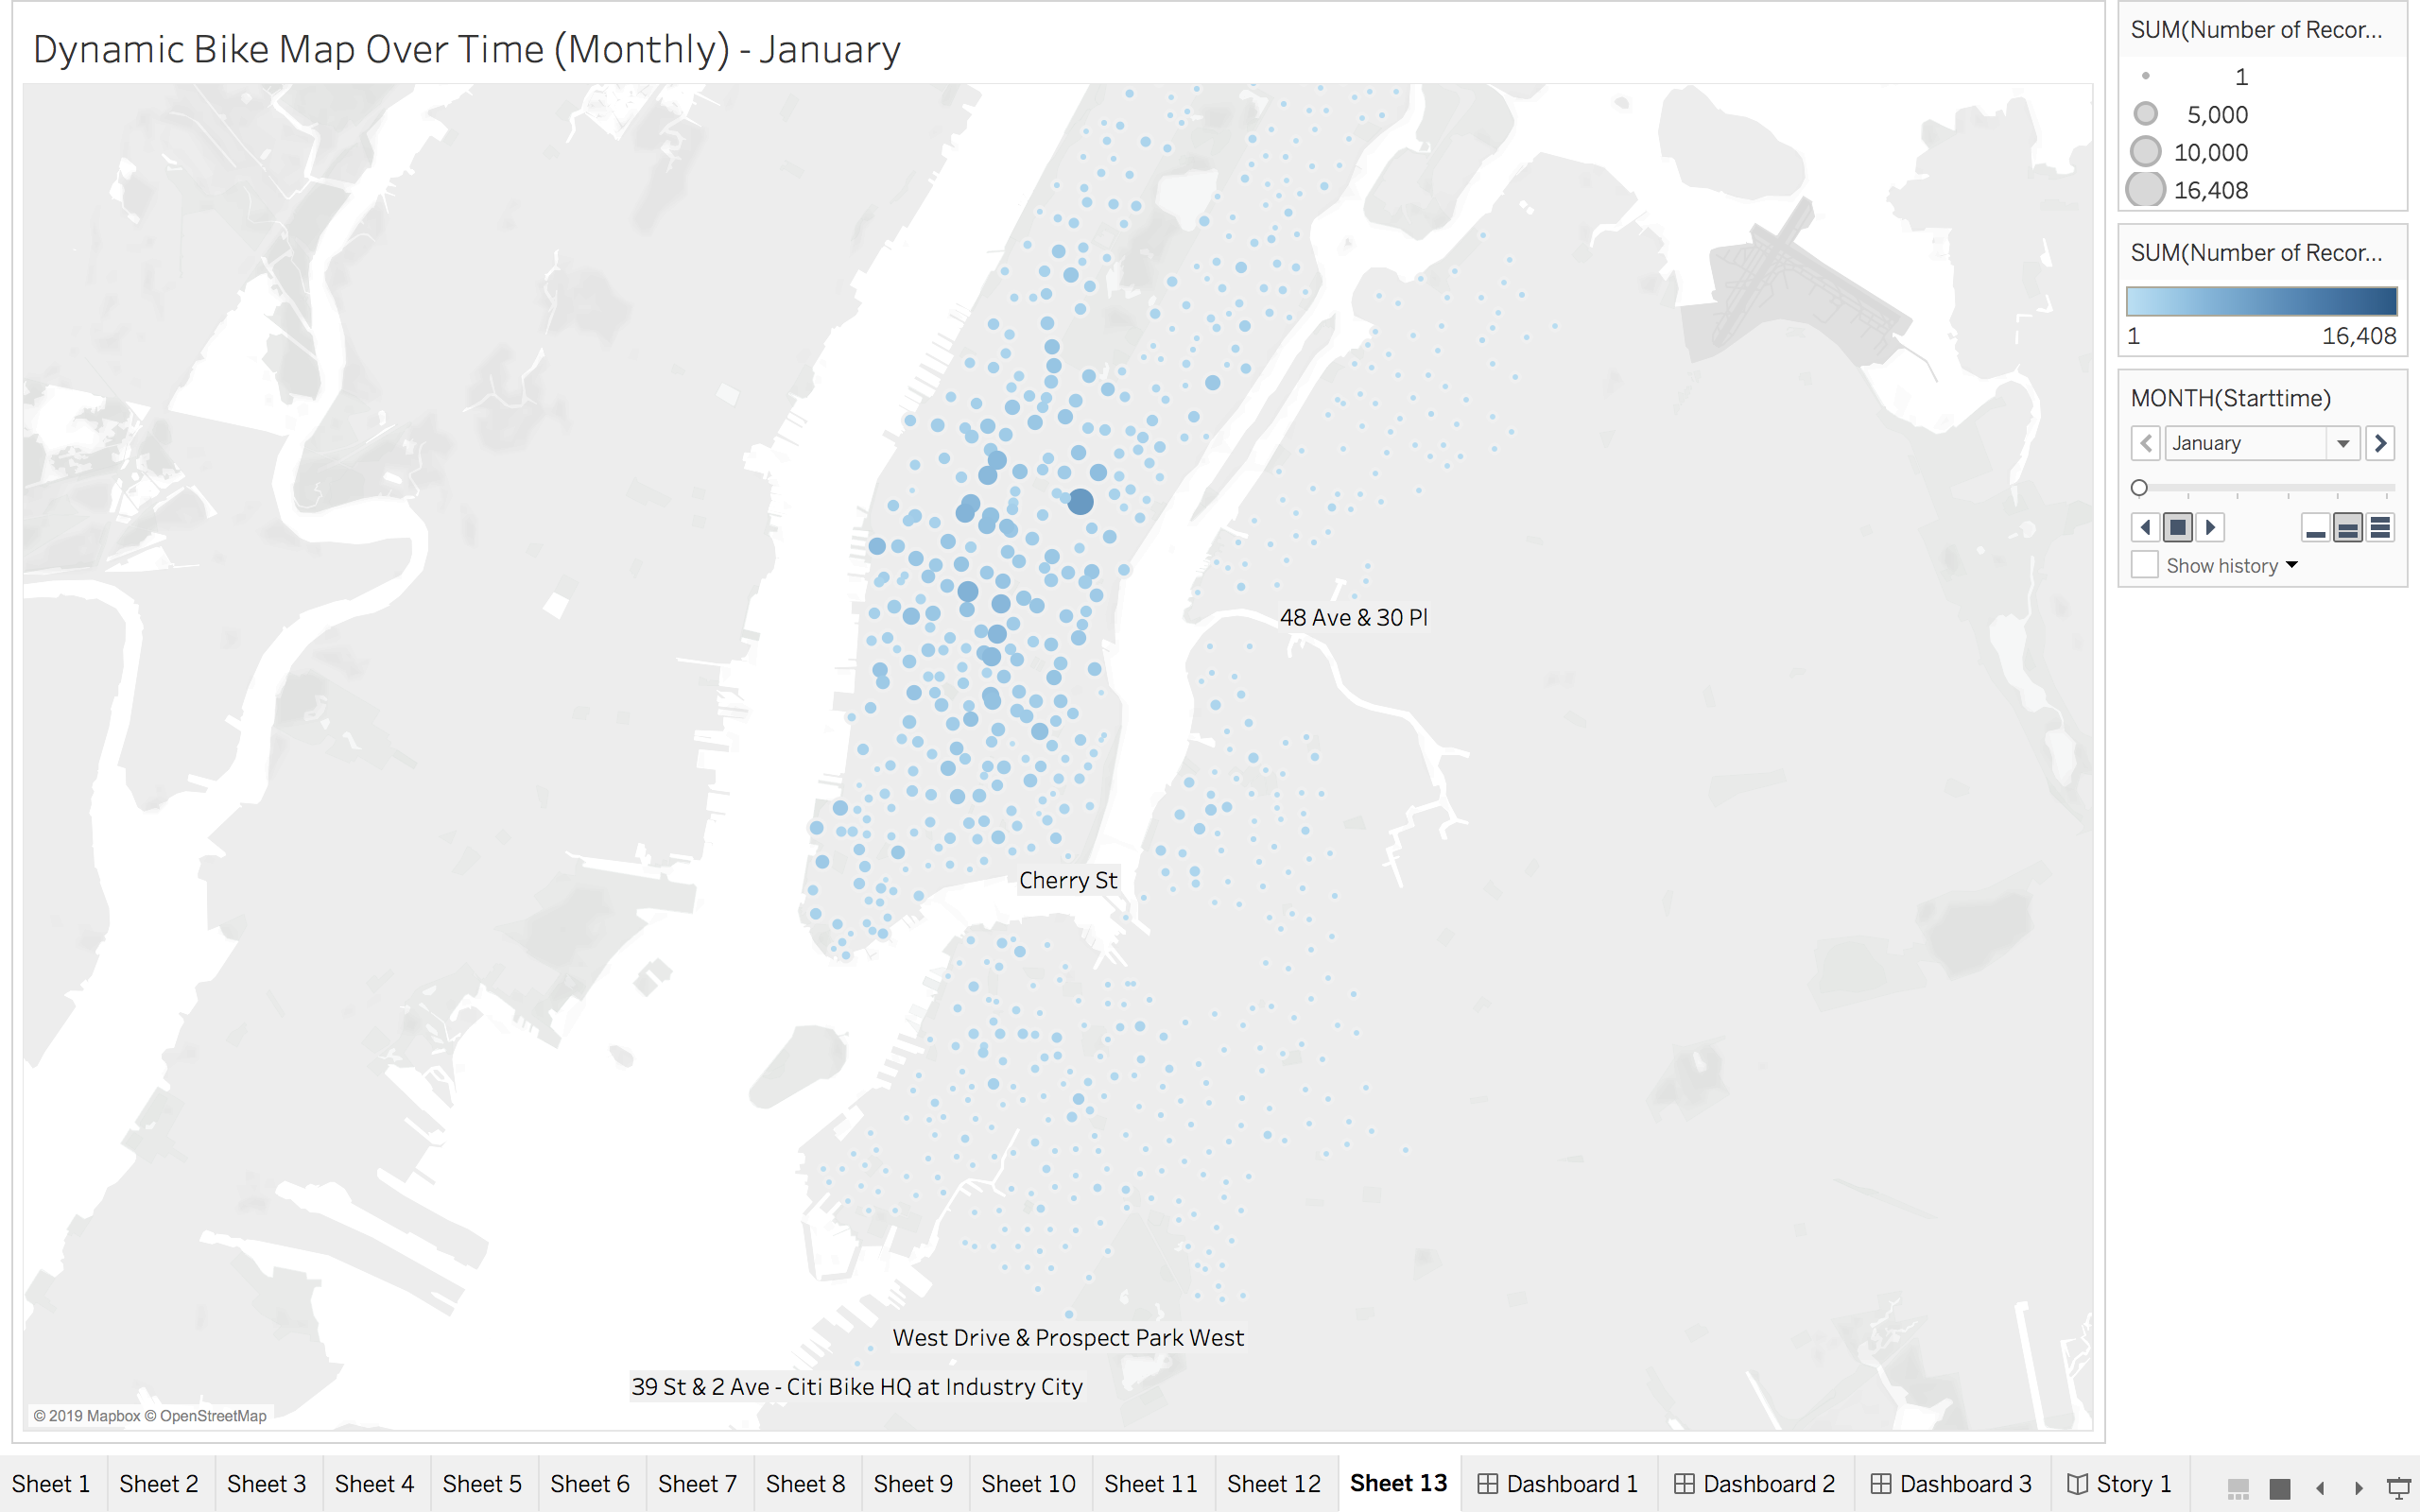 Dynamic Bike Map Over Time (Monthly) - January
48 Ave & 30 Pl
Cherry St
West Drive & Prospect Park West
39 St & 2 Ave - Citi Bike HQ at Industry City
© 2019 Mapbox © OpenStreetMap
SUM(Number of Recor...
1
5,000
10,000
16,408
SUM(Number of Recor...
1 16,408
MONTH(Starttime)
January
Show history
Sheet 1 Sheet 2 Sheet 3 Sheet 4 Sheet 5 Sheet 6 Sheet 7 Sheet 8 Sheet 9 Sheet 10 Sheet 11 Sheet 12 Sheet 13 Dashboard 1 Dashboard 2 Dashboard 3 Story 1